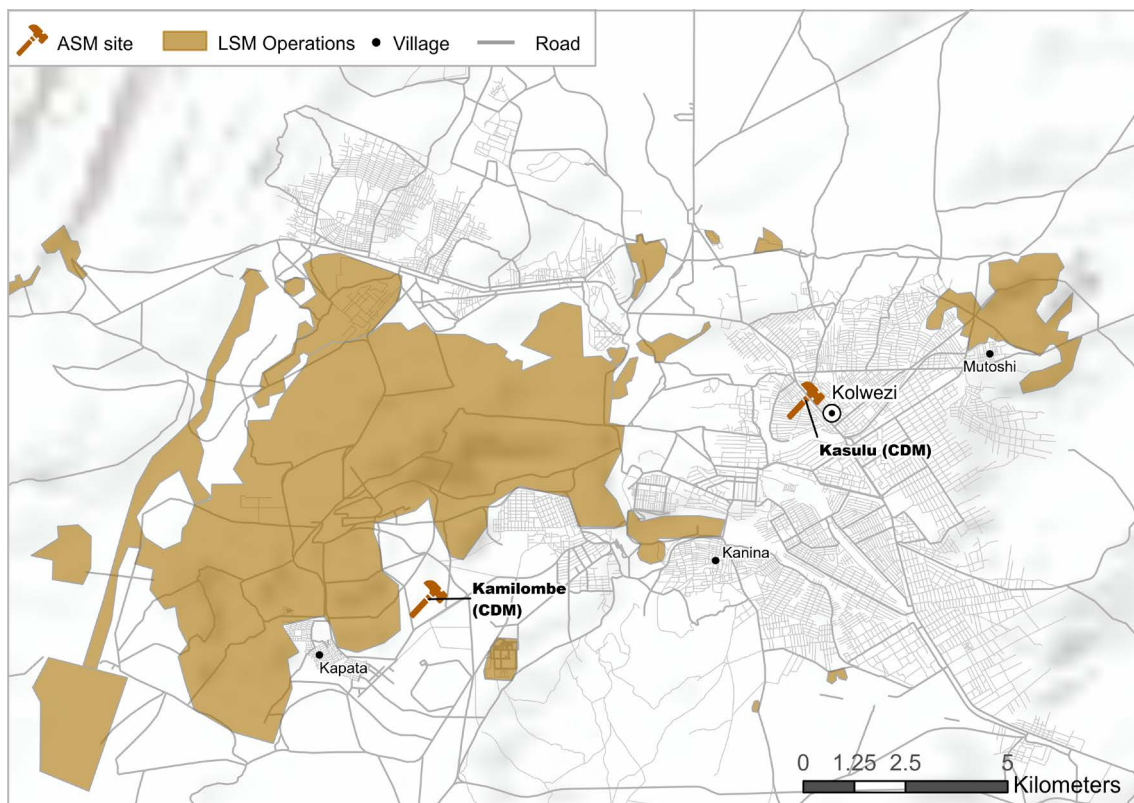 ASM site
LSM Operations
Village
Road
Mutoshi
Kolwezi
Kasulu (CDM)
Kanina
Kamilombe
(CDM)
Kapata
0 1.25 2.5 5
Kilometers